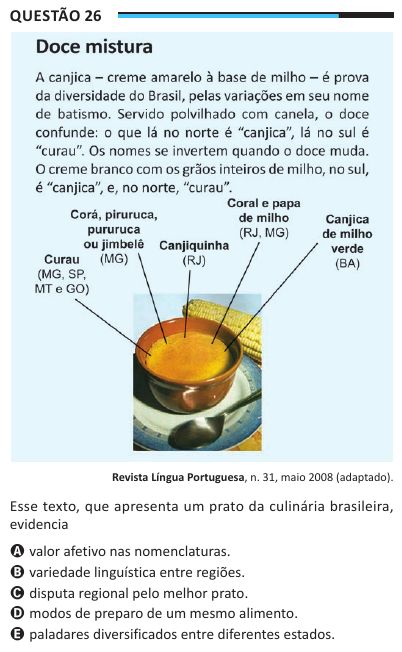 QUESTÃO 26
Doce mistura
A canjica – creme amarelo à base de milho – é prova
da diversidade do Brasil, pelas variações em seu nome
de batismo. Servido polvilhado com canela, o doce
confunde: o que lá no norte é “canjica”, lá no sul é
“curau”. Os nomes se invertem quando o doce muda.
O creme branco com os grãos inteiros de milho, no sul,
é “canjica”, e, no norte, “curau”.
Curau
(MG, SP,
MT e GO)
Corá, piruruca,
pururuca
ou jimbelê
(MG)
Canjiquinha
(RJ)
Coral e papa
de milho
(RJ, MG)
Canjica
de milho
verde
(BA)
Revista Língua Portuguesa, n. 31, maio 2008 (adaptado).
Esse texto, que apresenta um prato da culinária brasileira,
evidencia
A valor afetivo nas nomenclaturas.
B variedade linguística entre regiões.
C disputa regional pelo melhor prato.
D modos de preparo de um mesmo alimento.
E paladares diversificados entre diferentes estados.